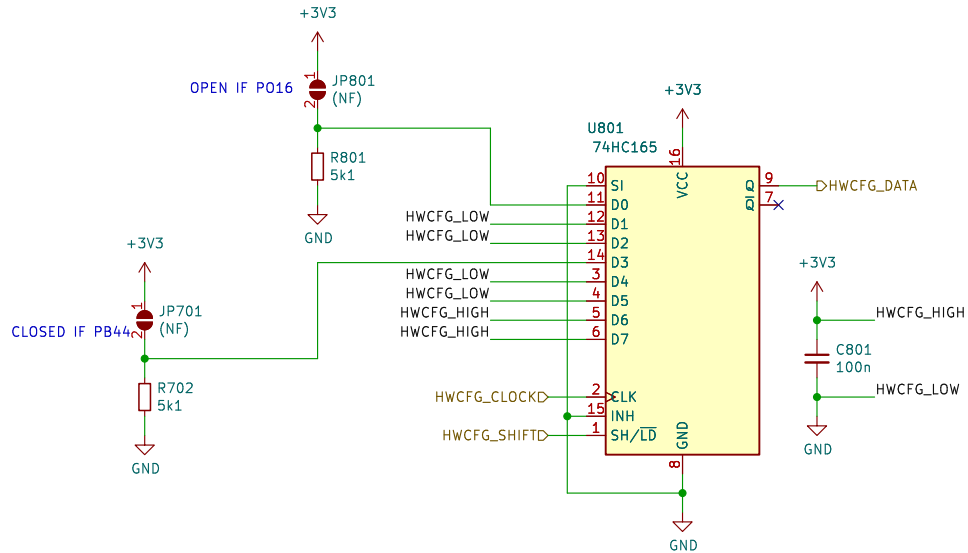 +3V3
OPEN IF PO16
1
2
JP801
(NF)
R801
5k1
GND
+3V3
CLOSED IF PB44
1
2
JP701
(NF)
R702
5k1
GND
+3V3
U801
74HC165
16
VCC
10 SI
11 D0
HWCFG_LOW 12 D1
HWCFG_LOW 13 D2
14 D3
HWCFG_LOW 3 D4
HWCFG_LOW 4 D5
HWCFG_HIGH 5 D6
HWCFG_HIGH 6 D7
HWCFG_CLOCK 2 CLK
15 INH
HWCFG_SHIFT 1 SH/LD
Q 9 HWCFG_DATA
Q 7
GND
8
GND
+3V3
HWCFG_HIGH
C801
100n
HWCFG_LOW
GND